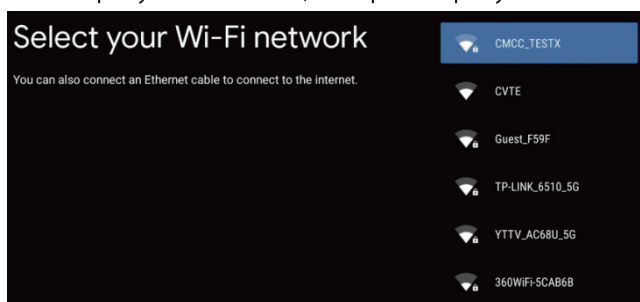 Select your Wi-Fi network
You can also connect an Ethernet cable to connect to the internet.
CMCC_TESTX
CVTE
Guest_F59F
TP-LINK_6510_5G
YTTV_AC68U_5G
360WiFi-5CAB6B